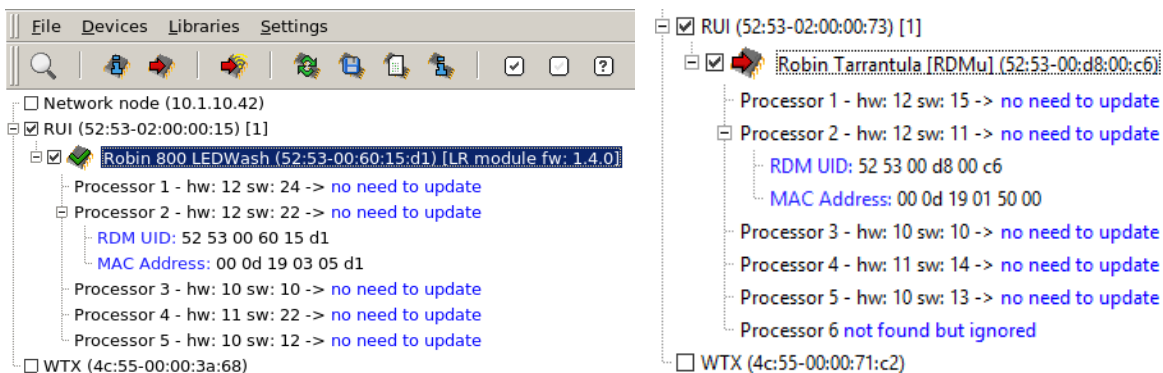 File Devices Libraries Settings
Network node (10.1.10.42)
RUI (52:53-02:00:00:15) [1]
Robin 800 LEDWash (52:53-00:60:15:d1) [LR module fw: 1.4.0]
Processor 1 - hw: 12 sw: 24 -> no need to update
Processor 2 - hw: 12 sw: 22 -> no need to update
RDM UID: 52 53 00 60 15 d1
MAC Address: 00 0d 19 03 05 d1
Processor 3 - hw: 10 sw: 10 -> no need to update
Processor 4 - hw: 11 sw: 22 -> no need to update
Processor 5 - hw: 10 sw: 12 -> no need to update
WTX (4c:55-00:00:3a:68)
RUI (52:53-02:00:00:73) [1]
Robin Tarrantula [RDMu] (52:53-00:d8:00:c6)
Processor 1 - hw: 12 sw: 15 -> no need to update
Processor 2 - hw: 12 sw: 11 -> no need to update
RDM UID: 52 53 00 d8 00 c6
MAC Address: 00 0d 19 01 50 00
Processor 3 - hw: 10 sw: 10 -> no need to update
Processor 4 - hw: 11 sw: 14 -> no need to update
Processor 5 - hw: 10 sw: 13 -> no need to update
Processor 6 not found but ignored
WTX (4c:55-00:00:71:c2)